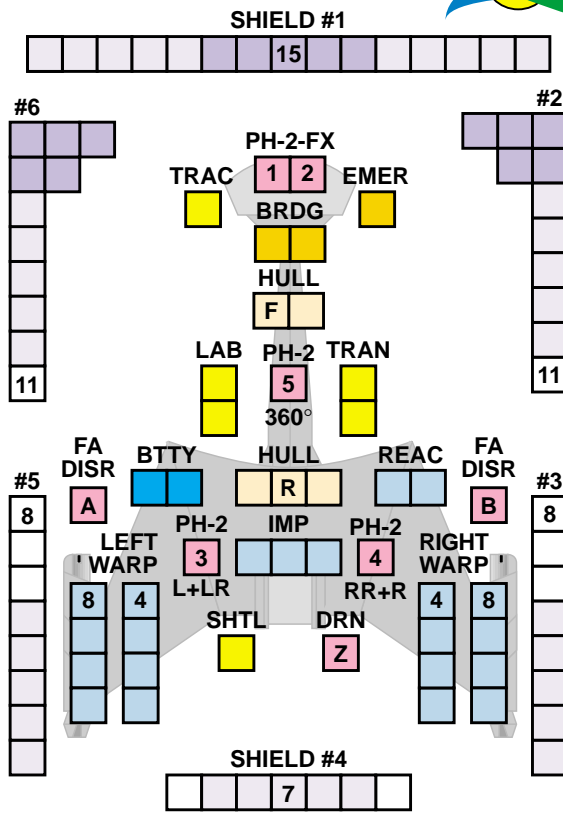 SHIELD #1
15
#6
#2
PH-2-FX
1 2
TRAC
EMER
BRDG
HULL
F
11
11
LAB
PH-2
TRAN
5
360°
FA
DISR
BTTY
HULL
REAC
FA
DISR
#5
#3
8
A
R
B
8
LEFT
WARP
PH-2
IMP
PH-2
RIGHT
WARP
3
4
L+LR
RR+R
8 4
4 8
SHTL
DRN
Z
SHIELD #4
7